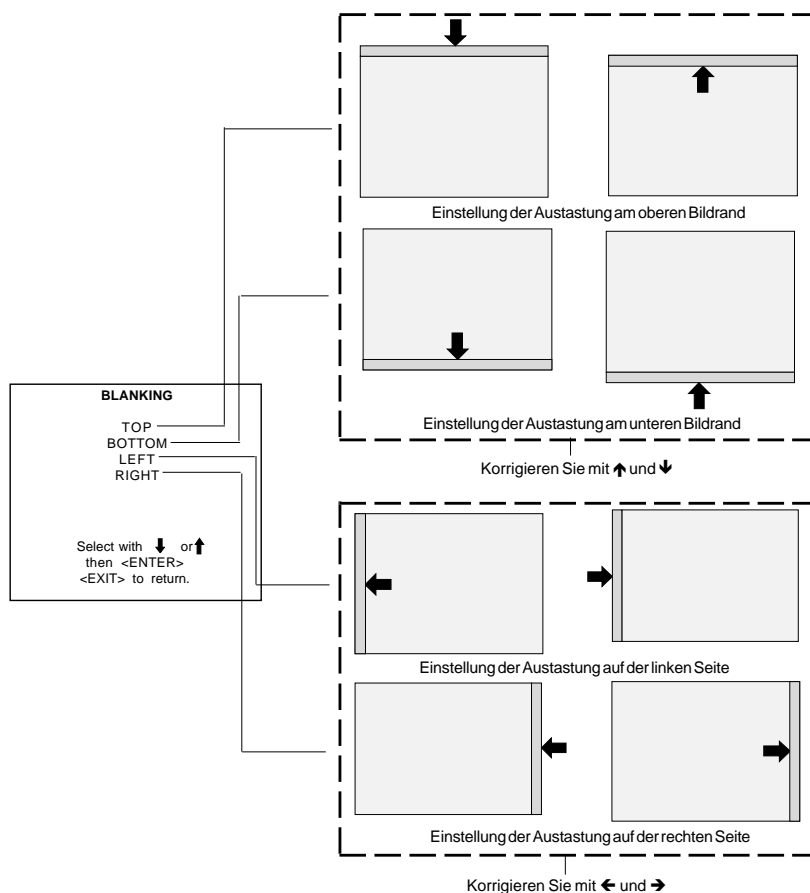 Einstellung der Austastung am oberen Bildrand
Einstellung der Austastung am unteren Bildrand
Korrigieren Sie mit ↑ und ↓
BLANKING
TOP
BOTTOM
LEFT
RIGHT
Select with ↓ or ↑
then <ENTER>
<EXIT> to return.
Einstellung der Austastung auf der linken Seite
Einstellung der Austastung auf der rechten Seite
Korrigieren Sie mit ← und →